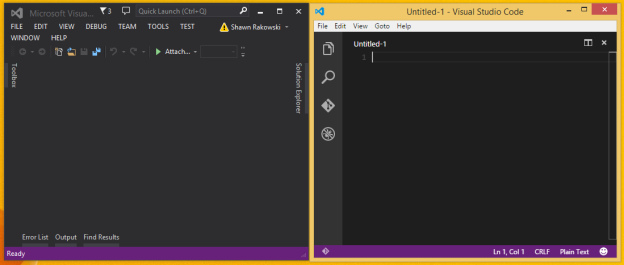 Microsoft Visua... 3 Quick Launch (Ctrl+Q)
FILE EDIT VIEW DEBUG TEAM TOOLS TEST Shawn Rakowski
WINDOW HELP
Attach...
Toolbox
Solution Explorer
Error List Output Find Results
Ready
Untitled-1 - Visual Studio Code
File Edit View Goto Help
Untitled-1
1
Ln 1, Col 1 CRLF Plain Text